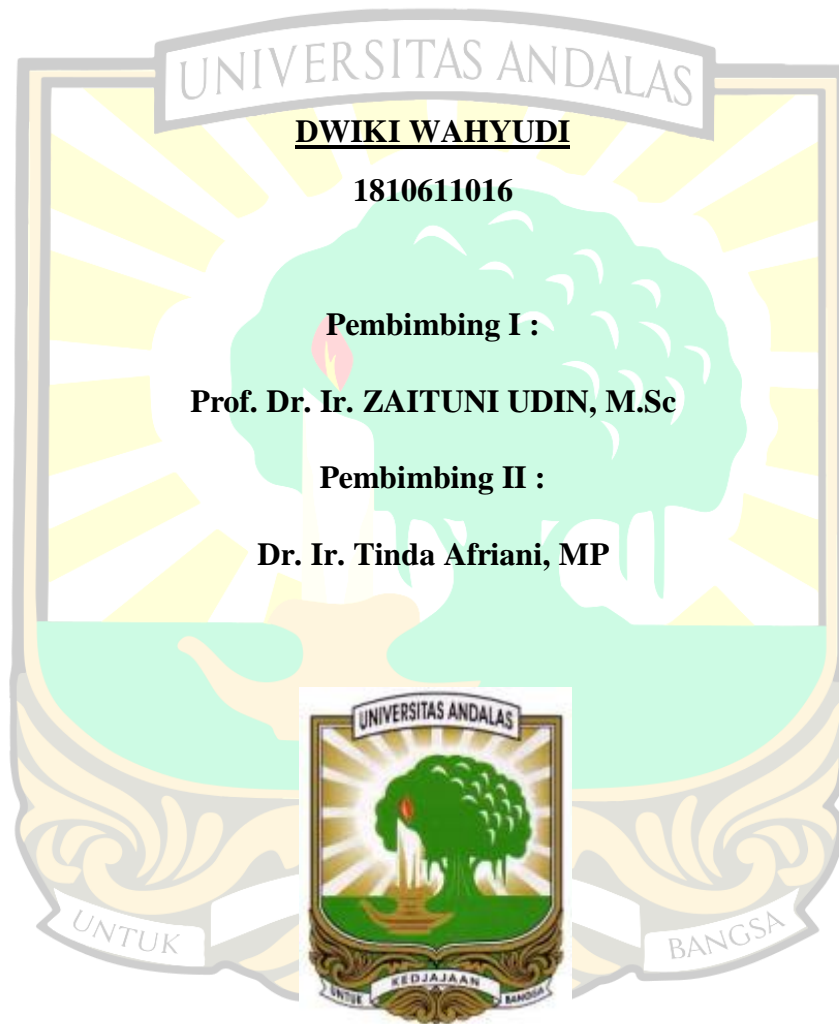 UNIVERSITAS ANDALAS
DWIKI WAHYUDI
1810611016
Pembimbing I :
Prof. Dr. Ir. ZAITUNI UDIN, M.Sc
Pembimbing II :
Dr. Ir. Tinda Afriani, MP
UNIVERSITAS ANDALAS
UNTUK
BANGSA
UNTUK KEDJAJAAN BANGSA